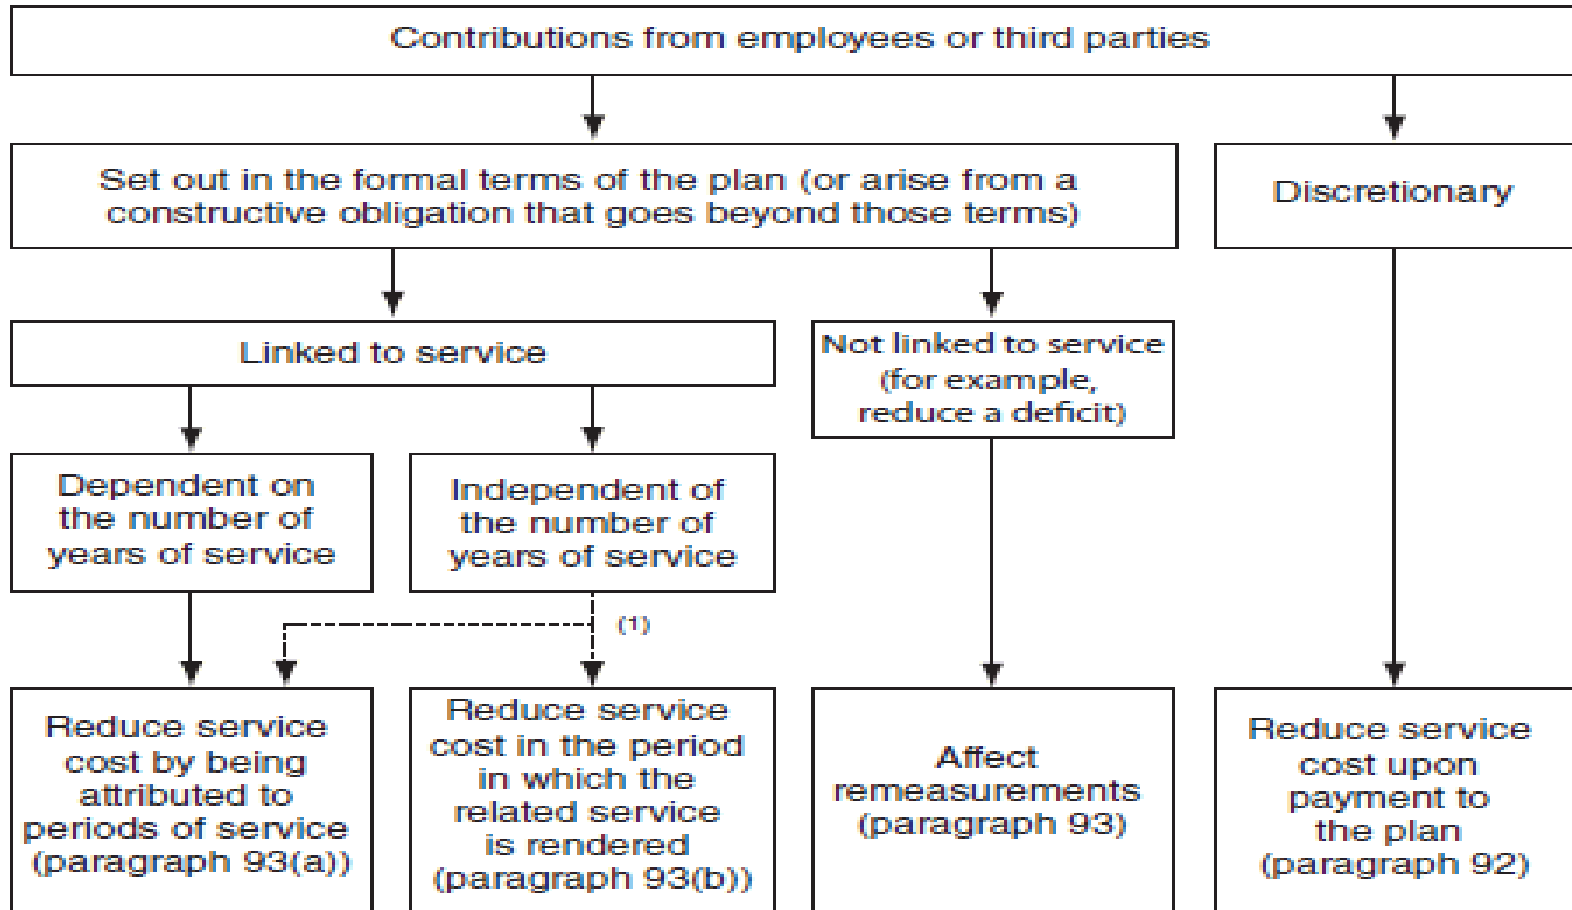 Contributions from employees or third parties
Set out in the formal terms of the plan (or arise from a
constructive obligation that goes beyond those terms)
Discretionary
Linked to service
Not linked to service
(for example,
reduce a deficit)
Dependent on
the number of
years of service
Independent of
the number of
years of service
(1)
Reduce service
cost by being
attributed to
periods of service
(paragraph 93(a))
Reduce service
cost in the period
in which the
related service
is rendered
(paragraph 93(b))
Affect
remeasurements
(paragraph 93)
Reduce service
cost upon
payment to
the plan
(paragraph 92)